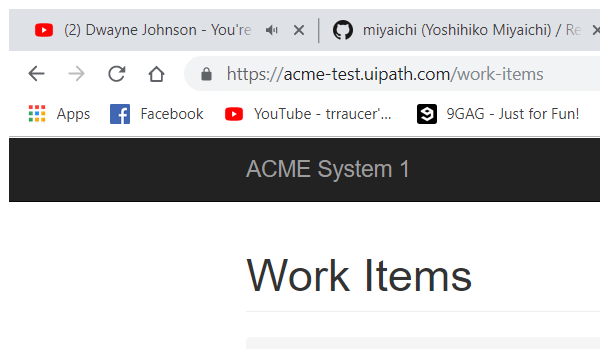 (2) Dwayne Johnson - You're
miyaichi (Yoshihiko Miyaichi) / Re
https://acme-test.uipath.com/work-items
Apps Facebook YouTube - trraucer'... 9GAG - Just for Fun!
ACME System 1
Work Items